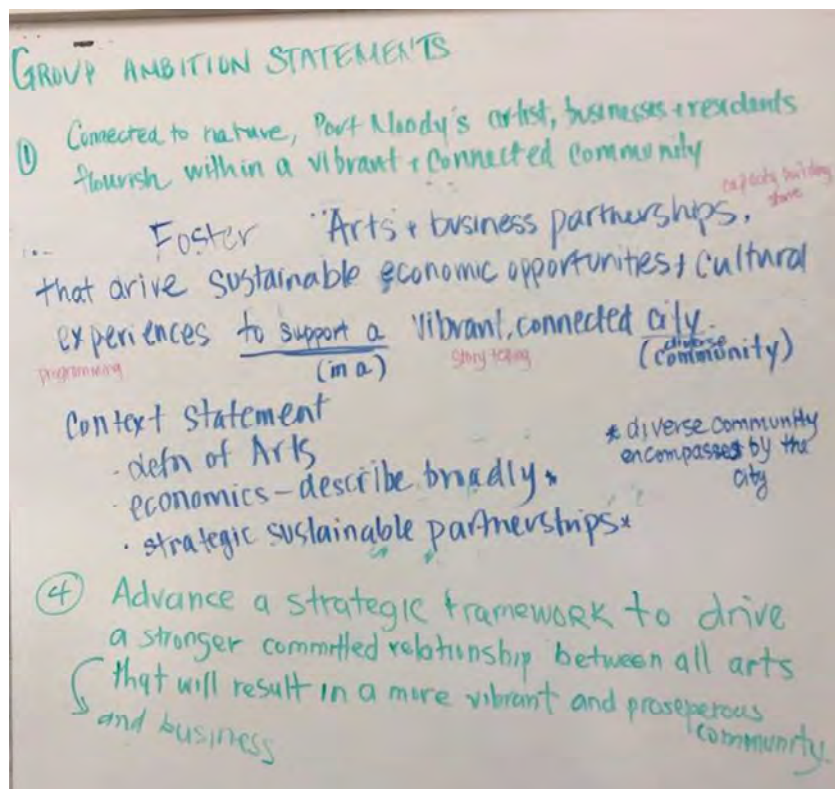 GROUP AMBITION STATEMENTS
① Connected to nature, Port Moody's artist, businesses + residents
flourish within a vibrant + connected community
capacity building
... Foster "Arts + business partnerships,
that drive sustainable economic opportunities + cultural
experiences to support a vibrant, connected city.
programming (in a) story telling (diverse community)
Context statement
· defn of Arts
· economics - describe broadly *
· strategic sustainable partnerships *
* diverse community
encompasses by the
city
④ Advance a strategic framework to drive
a stronger committed relationship between all arts
that will result in a more vibrant and proseperous
community
and business